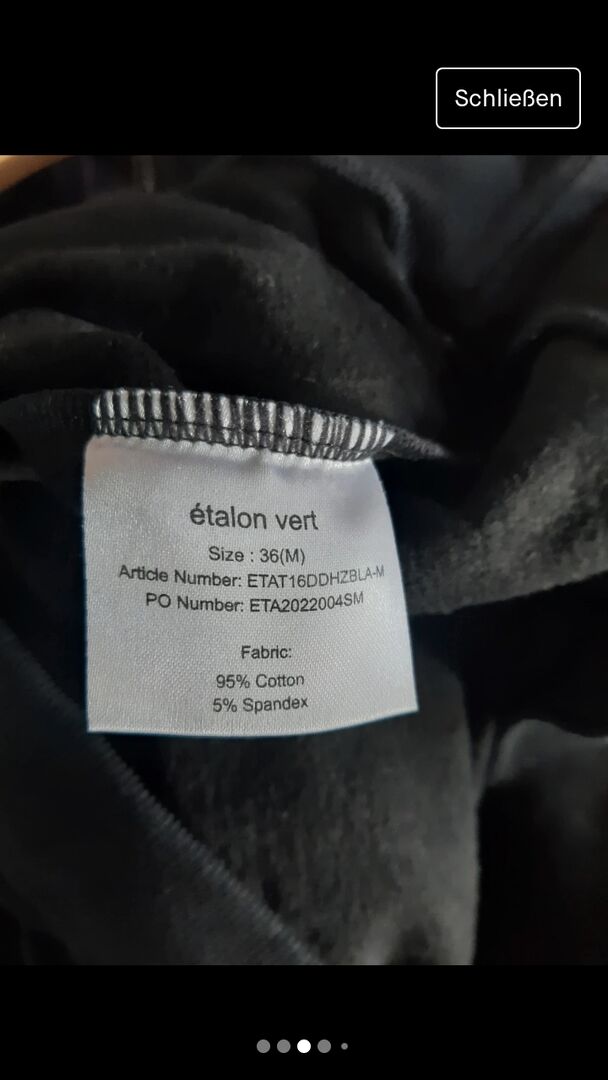 Schließen
étalon vert
Size : 36(M)
Article Number: ETAT16DDHZBLA-M
PO Number: ETA2022004SM
Fabric:
95% Cotton
5% Spandex